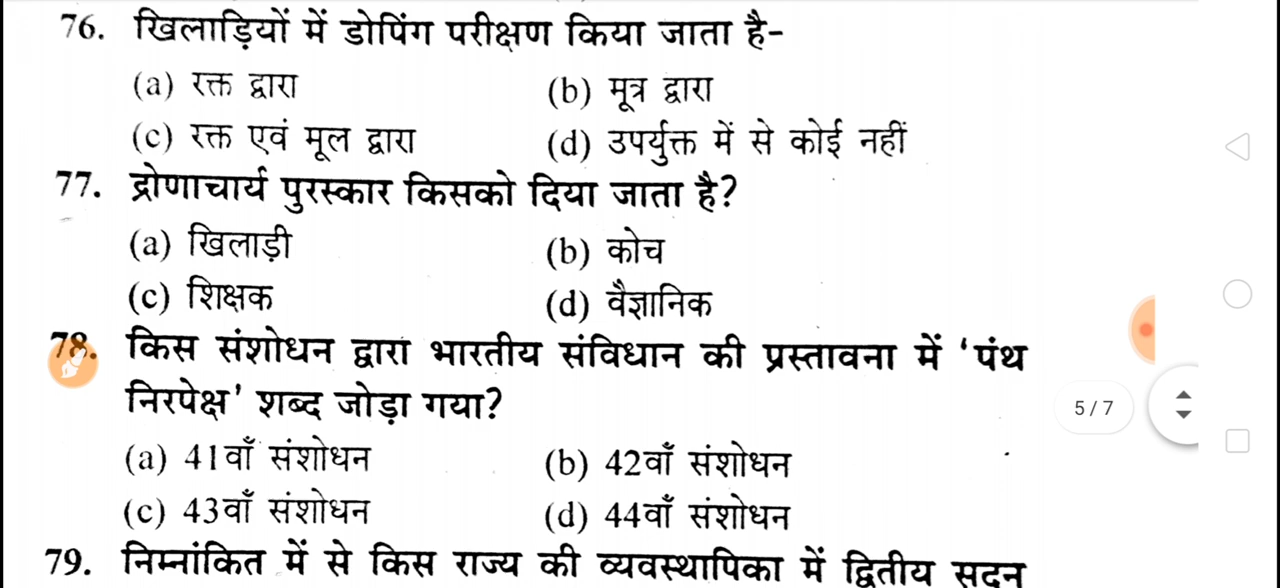 76. खिलाड़ियों में डोपिंग परीक्षण किया जाता है-
(a) रक्त द्वारा (b) मूत्र द्वारा
(c) रक्त एवं मूल द्वारा (d) उपर्युक्त में से कोई नहीं
77. द्रोणाचार्य पुरस्कार किसको दिया जाता है?
(a) खिलाड़ी (b) कोच
(c) शिक्षक (d) वैज्ञानिक
78. किस संशोधन द्वारा भारतीय संविधान की प्रस्तावना में ‘पंथ
निरपेक्ष’ शब्द जोड़ा गया?
5/7
(a) 41वाँ संशोधन (b) 42वाँ संशोधन
(c) 43वाँ संशोधन (d) 44वाँ संशोधन
79. निम्नांकित में से किस राज्य की व्यवस्थापिका में द्वितीय सदन